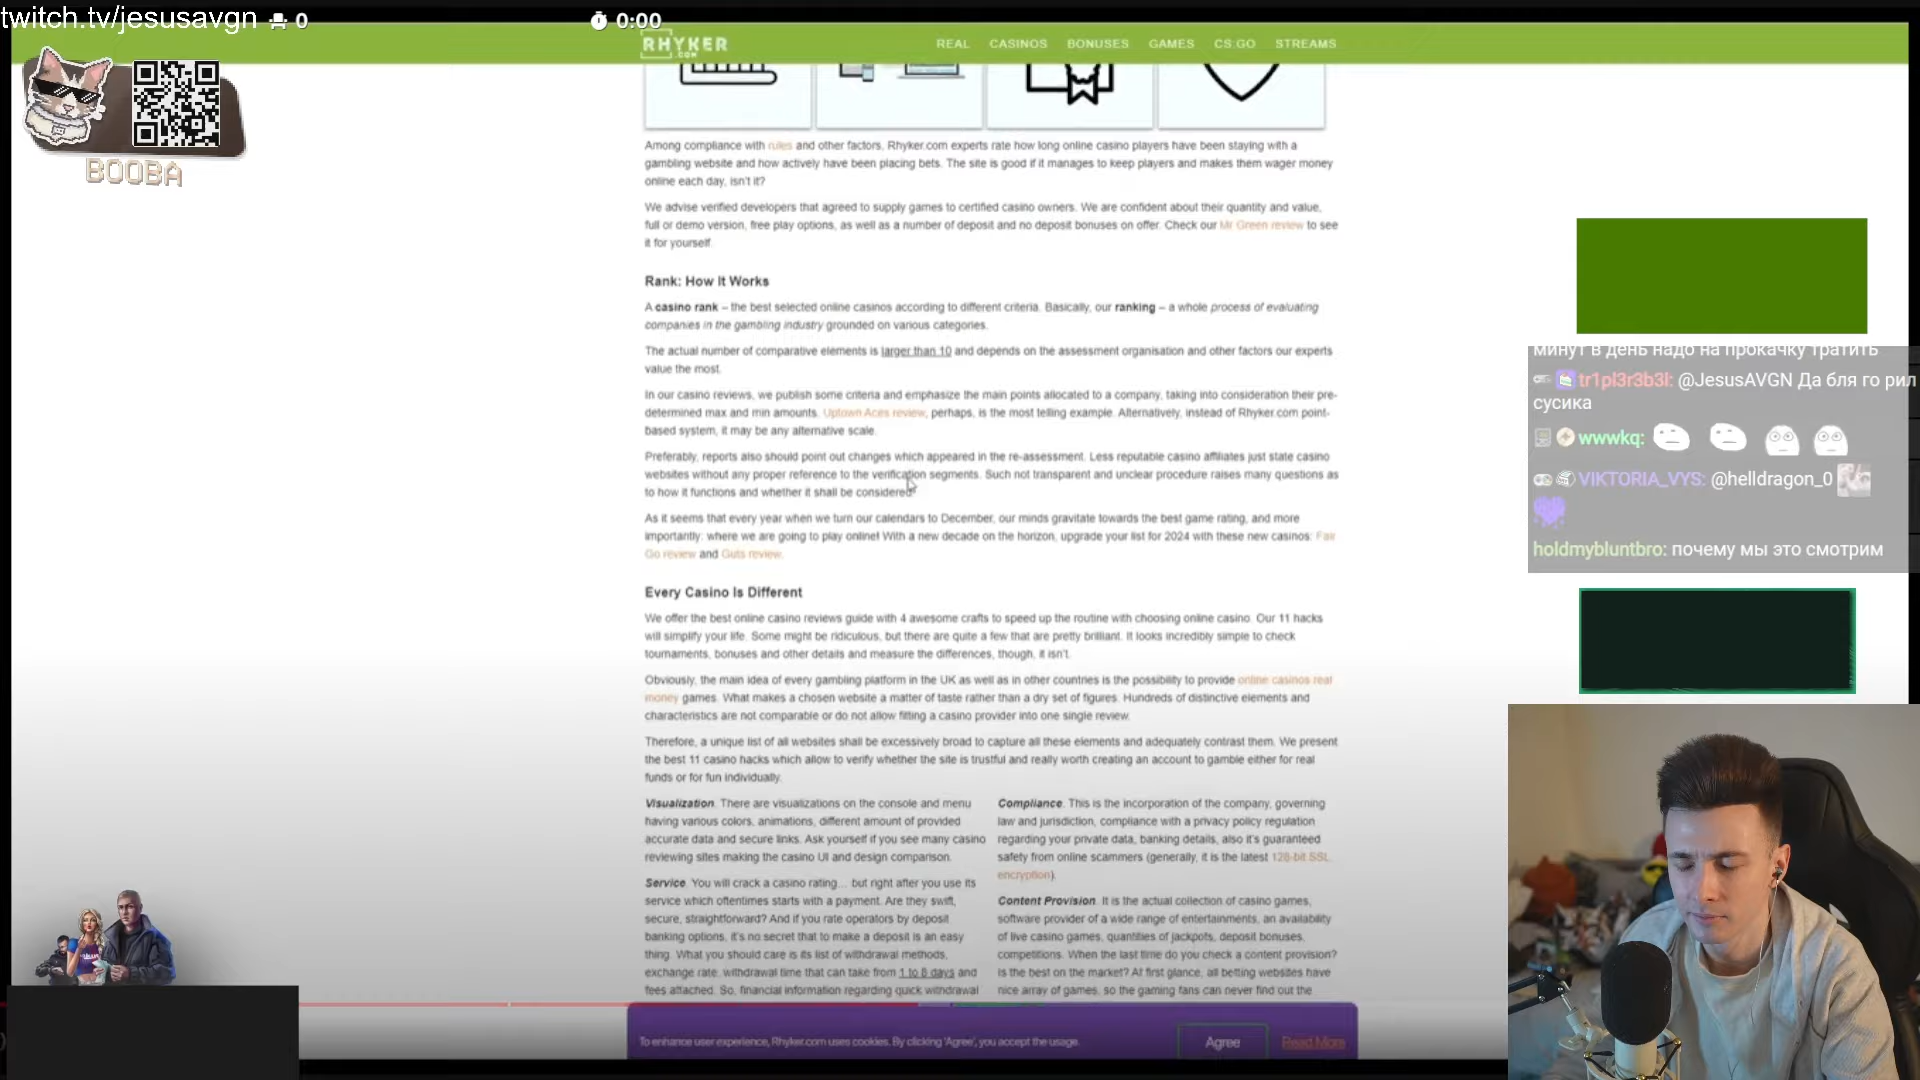 twitch.tv/jesusavgn 0
0:00
RHYKER
.COM
REAL CASINOS BONUSES GAMES CS:GO STREAMS
BOOBA
Among compliance with rules and other factors, Rhyker.com experts rate how long online casino players have been staying with a
gambling website and how actively have been placing bets. The site is good if it manages to keep players and makes them wager money
online each day, isn't it?
We advise verified developers that agreed to supply games to certified casino owners. We are confident about their quantity and value,
full or demo version, free play options, as well as a number of deposit and no deposit bonuses on offer. Check our Mr Green review to see
it for yourself.
Rank: How It Works
A casino rank – the best selected online casinos according to different criteria. Basically, our ranking – a whole process of evaluating
companies in the gambling industry grounded on various categories.
The actual number of comparative elements is larger than 10 and depends on the assessment organisation and other factors our experts
value the most.
In our casino reviews, we publish some criteria and emphasize the main points allocated to a company, taking into consideration their pre-
determined max and min amounts. Uptown Aces review, perhaps, is the most telling example. Alternatively, instead of Rhyker.com point-
based system, it may be any alternative scale.
Preferably, reports also should point out changes which appeared in the re-assessment. Less reputable casino affiliates just state casino
websites without any proper reference to the verification segments. Such not transparent and unclear procedure raises many questions as
to how it functions and whether it shall be considered.
As it seems that every year when we turn our calendars to December, our minds gravitate towards the best game rating, and more
importantly: where we are going to play online! With a new decade on the horizon, upgrade your list for 2024 with these new casinos: Fair
Go review and Guts review.
Every Casino Is Different
We offer the best online casino reviews guide with 4 awesome crafts to speed up the routine with choosing online casino. Our 11 hacks
will simplify your life. Some might be ridiculous, but there are quite a few that are pretty brilliant. It looks incredibly simple to check
tournaments, bonuses and other details and measure the differences, though, it isn't.
Obviously, the main idea of every gambling platform in the UK as well as in other countries is the possibility to provide online casinos real
money games. What makes a chosen website a matter of taste rather than a dry set of figures. Hundreds of distinctive elements and
characteristics are not comparable or do not allow fitting a casino provider into one single review.
Therefore, a unique list of all websites shall be excessively broad to capture all these elements and adequately contrast them. We present
the best 11 casino hacks which allow to verify whether the site is trustful and really worth creating an account to gamble either for real
funds or for fun individually.
Visualization. There are visualizations on the console and menu
having various colors, animations, different amount of provided
accurate data and secure links. Ask yourself if you see many casino
reviewing sites making the casino UI and design comparison.
Service. You will crack a casino rating... but right after you use its
service which oftentimes starts with a payment. Are they swift,
secure, straightforward? And if you rate operators by deposit
banking options, it's no secret that to make a deposit is an easy
thing. What you should care is its list of withdrawal methods,
exchange rate, withdrawal time that can take from 1 to 8 days and
fees attached. So, financial information regarding quick withdrawal
Compliance. This is the incorporation of the company, governing
law and jurisdiction, compliance with a privacy policy regulation
regarding your private data, banking details, also it's guaranteed
safety from online scammers (generally, it is the latest 128-bit SSL
encryption).
Content Provision. It is the actual collection of casino games,
software provider of a wide range of entertainments, an availability
of live casino games, quantities of jackpots, deposit bonuses,
competitions. When the last time do you check a content provision?
Is the best on the market? At first glance, all betting websites have
nice array of games, so the gaming fans can never find out the
To enhance user experience, Rhyker.com uses cookies. By clicking 'Agree', you accept the usage.
Agree
Read More
минут в день надо на прокачку тратить
tr1pl3r3b3l: @JesusAVGN Да бля го рил
сусика
wwwkq:
VIKTORIA_VYS: @helldragon_0
holdmybluntbro: почему мы это смотрим